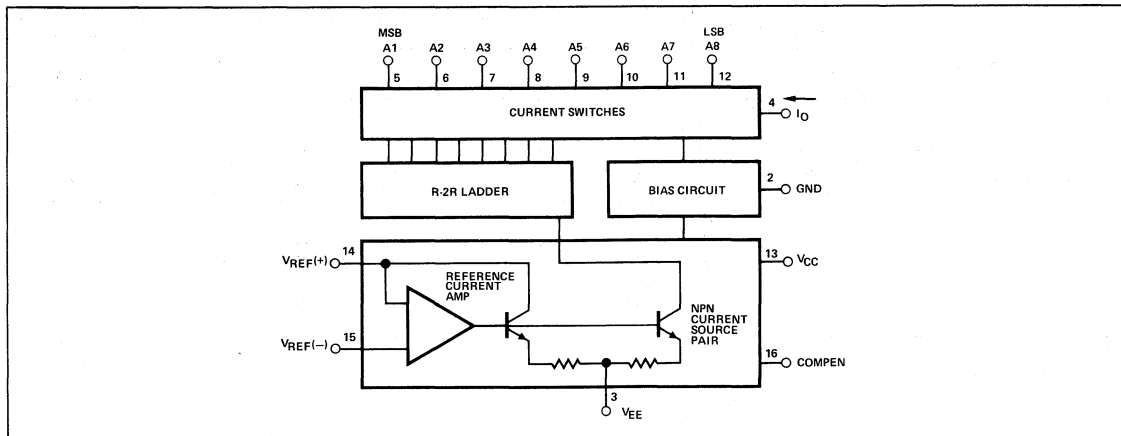 MSB LSB
A1 A2 A3 A4 A5 A6 A7 A8
5 6 7 8 9 10 11 12
CURRENT SWITCHES
4
IO
R-2R LADDER
BIAS CIRCUIT
2
GND
VREF(+)
14
REFERENCE
CURRENT
AMP
NPN
CURRENT
SOURCE
PAIR
13
VCC
VREF(—)
15
16
COMPEN
3
VEE